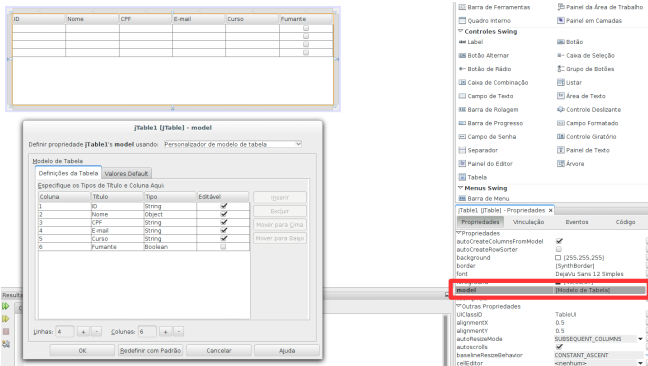 ID Nome CPF E-mail Curso Fumante
jTable1 [JTable] - model
Definir propriedade jTable1's model usando: Personalizador de modelo de tabela
Modelo de Tabela
Definições da Tabela Valores Default
Especifique os Tipos de Título e Coluna Aqui.
Coluna Título Tipo Editável
1 ID String
2 Nome Object
3 CPF String
4 E-mail String
5 Curso String
6 Fumante Boolean
Inserir
Excluir
Mover para Cima
Mover para Baixo
Linhas: 4 + - Colunas: 6 + -
OK Redefinir com Padrão Cancelar Ajuda
Result
Barra de Ferramentas Painel da Área de Trabalho
Quadro Interno Painel em Camadas
Controles Swing
Label Botão
Botão Alternar Caixa de Seleção
Botão de Rádio Grupo de Botões
Caixa de Combinação Listar
Campo de Texto Área de Texto
Barra de Rolagem Controle Deslizante
Barra de Progresso Campo Formatado
Campo de Senha Controle Giratório
Separador Painel de Texto
Painel do Editor Árvore
Tabela
Menus Swing
Barra de Menu
jTable1 [JTable] - Propriedades x
Propriedades Vinculação Eventos Código
Propriedades
autoCreateColumnsFromModel
autoCreateRowSorter
background [255,255,255]
border [SynthBorder]
font DejaVu Sans 12 Simples
model [Modelo de Tabela]
Outras Propriedades
UIClassID TableUI
alignmentX 0.5
alignmentY 0.5
autoResizeMode SUBSEQUENT_COLUMNS
autoscrolls
baselineResizeBehavior CONSTANT_ASCENT
cellEditor <nenhum>